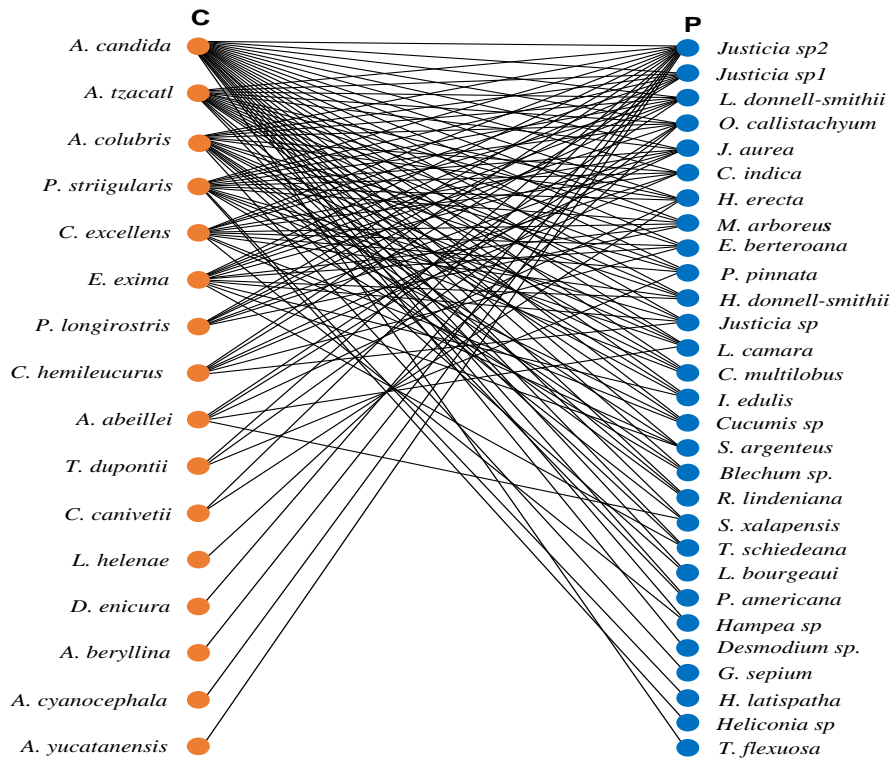 C
A. candida
A. tzacatl
A. colubris
P. striigularis
C. excellens
E. exima
P. longirostris
C. hemileucurus
A. abeillei
T. dupontii
C. canivetii
L. helenae
D. enicura
A. beryllina
A. cyanocephala
A. yucatanensis
P
Justicia sp2
Justicia sp1
L. donnell-smithii
O. callistachyum
J. aurea
C. indica
H. erecta
M. arboreus
E. berteroana
P. pinnata
H. donnell-smithii
Justicia sp
L. camara
C. multilobus
I. edulis
Cucumis sp
S. argenteus
Blechum sp.
R. lindeniana
S. xalapensis
T. schiedeana
L. bourgeaui
P. americana
Hampea sp
Desmodium sp.
G. sepium
H. latispatha
Heliconia sp
T. flexuosa